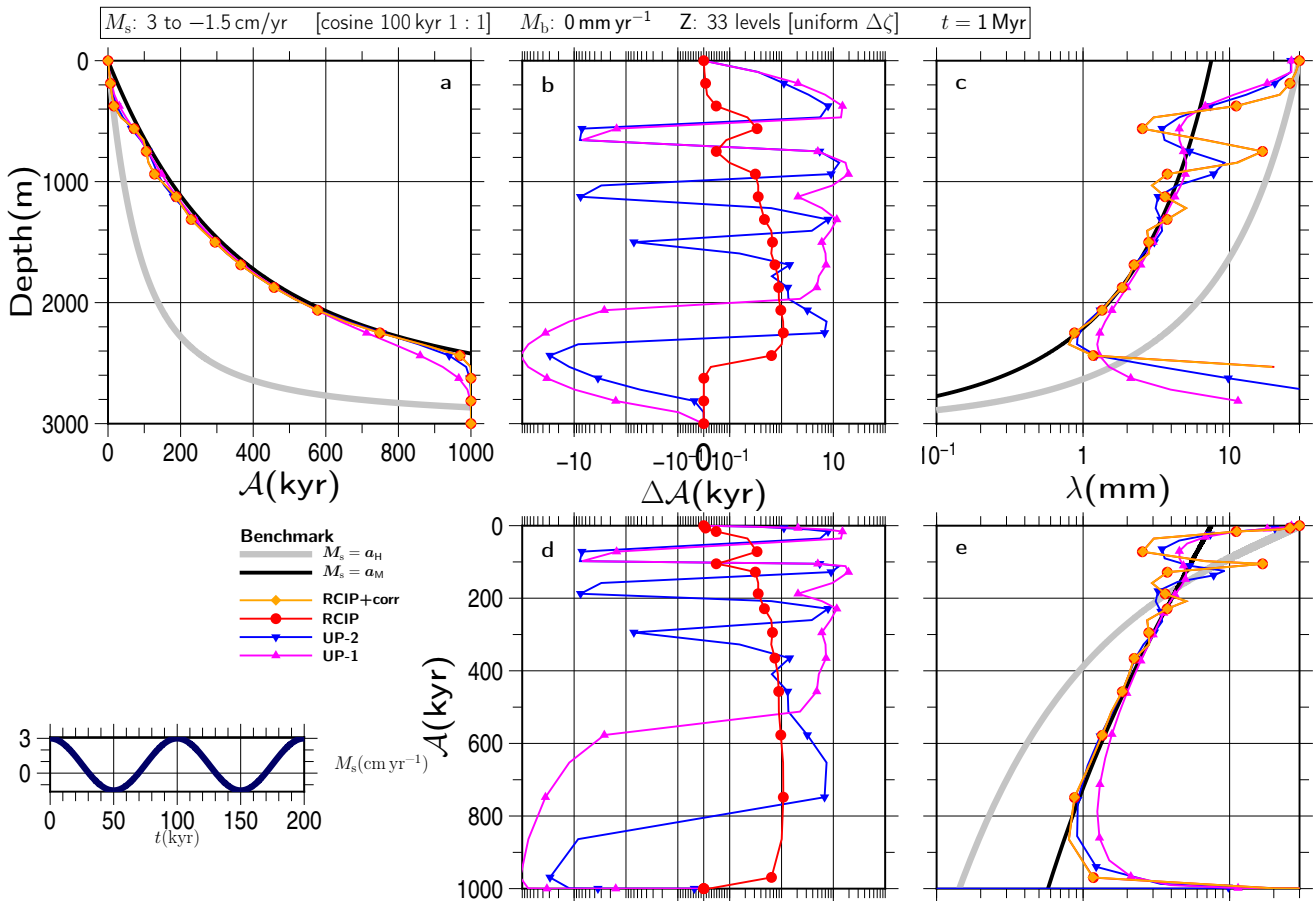 Mₛ: 3 to −1.5 cm/yr [cosine 100 kyr 1 : 1] M_b: 0 mm yr⁻¹ Z: 33 levels [uniform Δζ] t = 1 Myr
0
1000
2000
3000
Depth(m)
a
0 200 400 600 800 1000
𝒜(kyr)
b
−10 −10⁻¹ 0 10⁻¹ 10
Δ𝒜(kyr)
c
10⁻¹ 1 10
λ(mm)
Benchmark
Mₛ = a_H
Mₛ = a_M
RCIP+corr
RCIP
UP-2
UP-1
3
0
0 50 100 150 200
t(kyr)
Mₛ(cm yr⁻¹)
d
0
200
400
600
800
1000
𝒜(kyr)
e